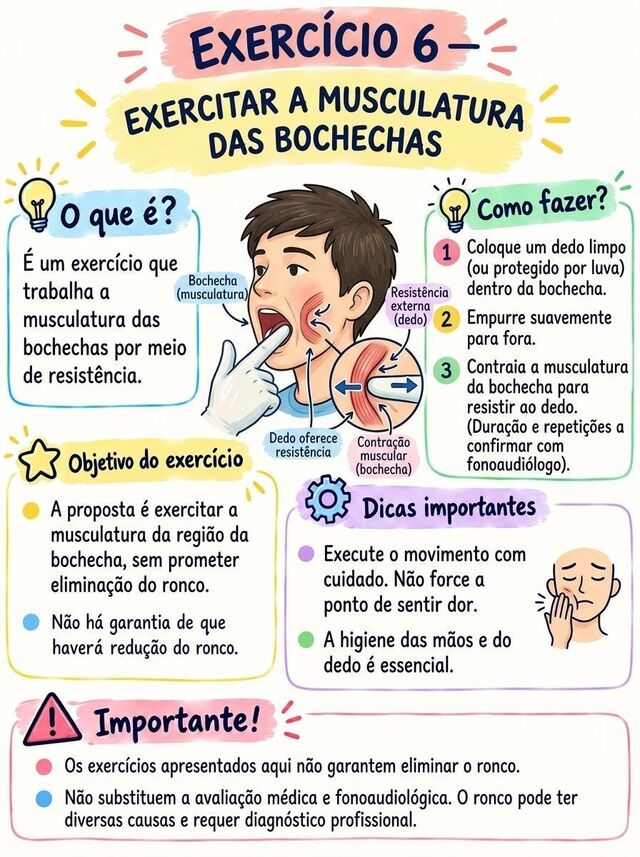 EXERCÍCIO 6 –
EXERCITAR A MUSCULATURA
DAS BOCHECHAS
O que é?
É um exercício que
trabalha a
musculatura das
bochechas por meio
de resistência.
Bochecha
(musculatura)
Resistência
externa
(dedo)
Dedo oferece
resistência
Contração
muscular
(bochecha)
Como fazer?
1 Coloque um dedo limpo
(ou protegido por luva)
dentro da bochecha.
2 Empurre suavemente
para fora.
3 Contraia a musculatura
da bochecha para
resistir ao dedo.
(Duração e repetições a
confirmar com
fonoaudiólogo).
Objetivo do exercício
A proposta é exercitar a
musculatura da região da
bochecha, sem prometer
eliminação do ronco.
Não há garantia de que
haverá redução do ronco.
Dicas importantes
Execute o movimento com
cuidado. Não force a
ponto de sentir dor.
A higiene das mãos e do
dedo é essencial.
Importante!
Os exercícios apresentados aqui não garantem eliminar o ronco.
Não substituem a avaliação médica e fonoaudiológica. O ronco pode ter
diversas causas e requer diagnóstico profissional.